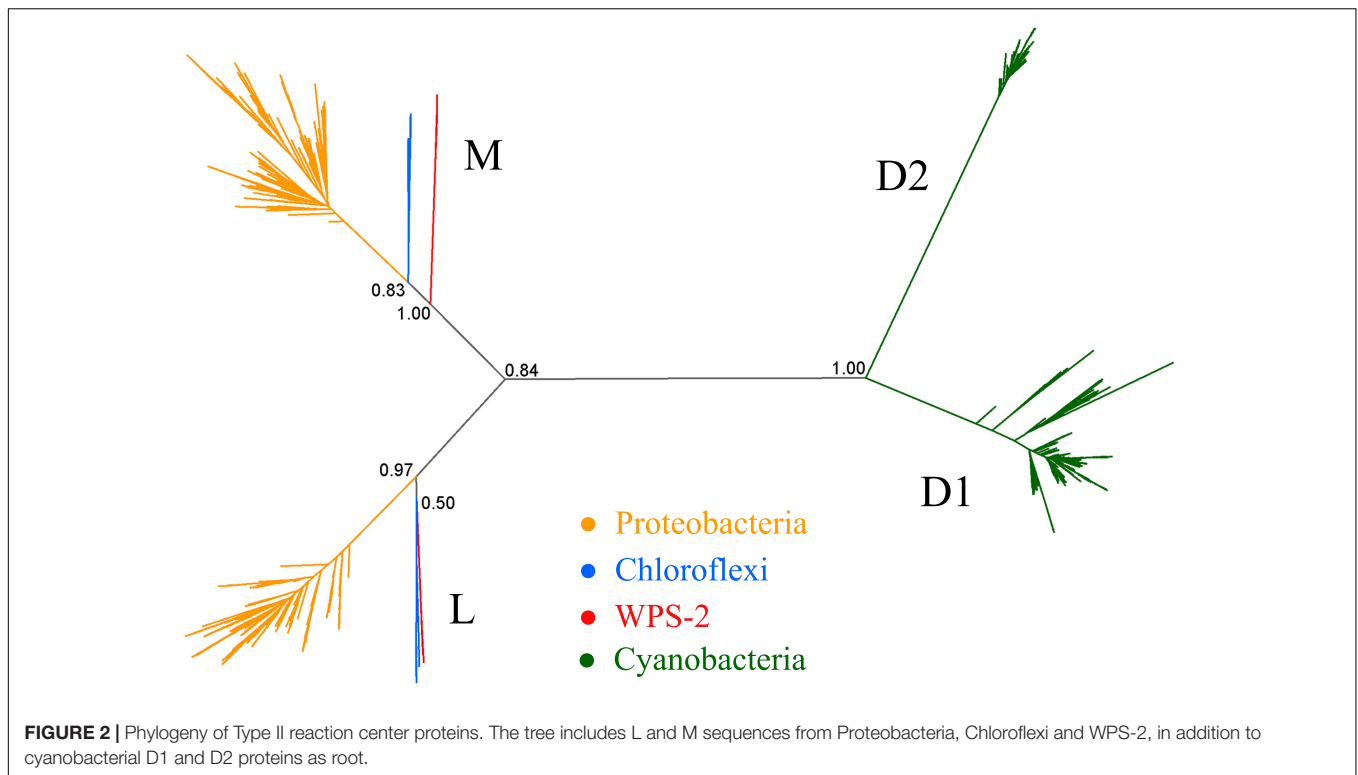 M
D2
0.83
1.00
0.84
1.00
0.97
0.50
D1
L
Proteobacteria
Chloroflexi
WPS-2
Cyanobacteria
FIGURE 2 | Phylogeny of Type II reaction center proteins. The tree includes L and M sequences from Proteobacteria, Chloroflexi and WPS-2, in addition to
cyanobacterial D1 and D2 proteins as root.